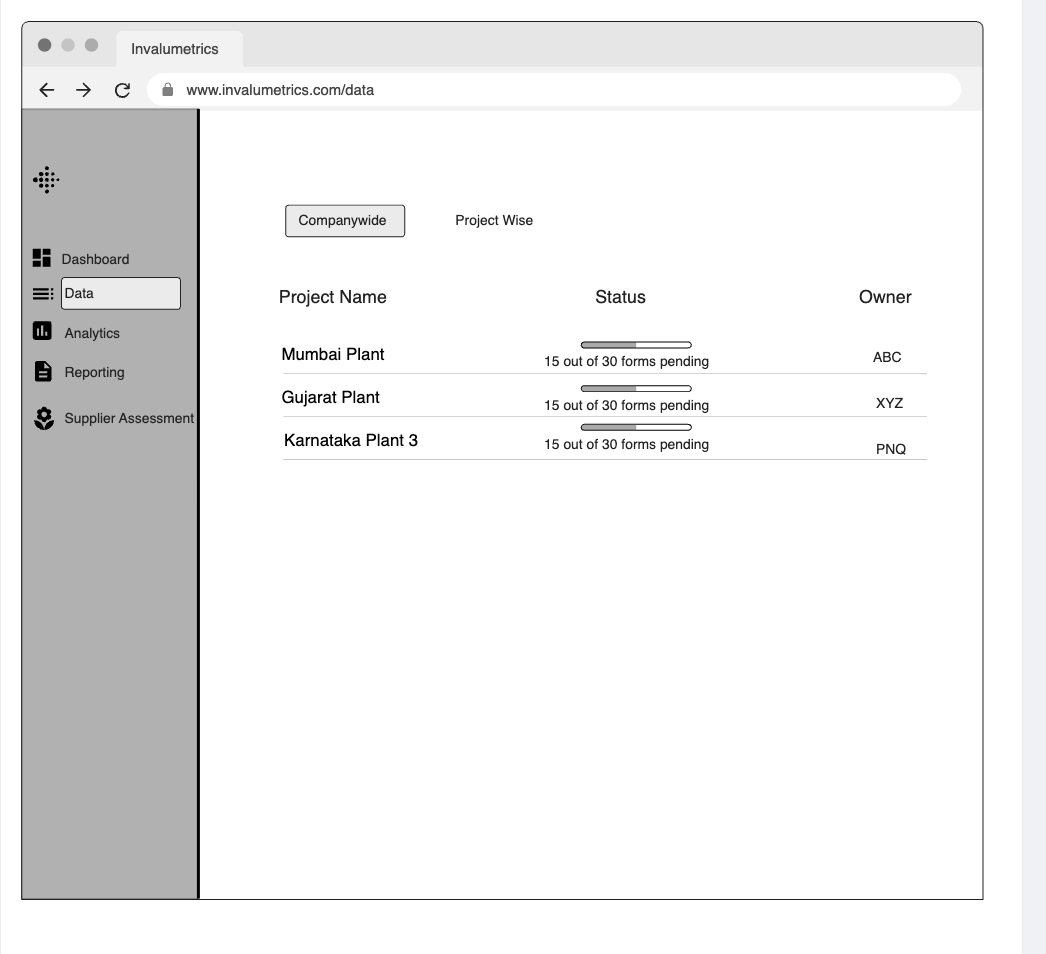 Invalumetrics
www.invalumetrics.com/data
Dashboard
Data
Analytics
Reporting
Supplier Assessment
Companywide Project Wise
Project Name Status Owner
Mumbai Plant 15 out of 30 forms pending ABC
Gujarat Plant 15 out of 30 forms pending XYZ
Karnataka Plant 3 15 out of 30 forms pending PNQ